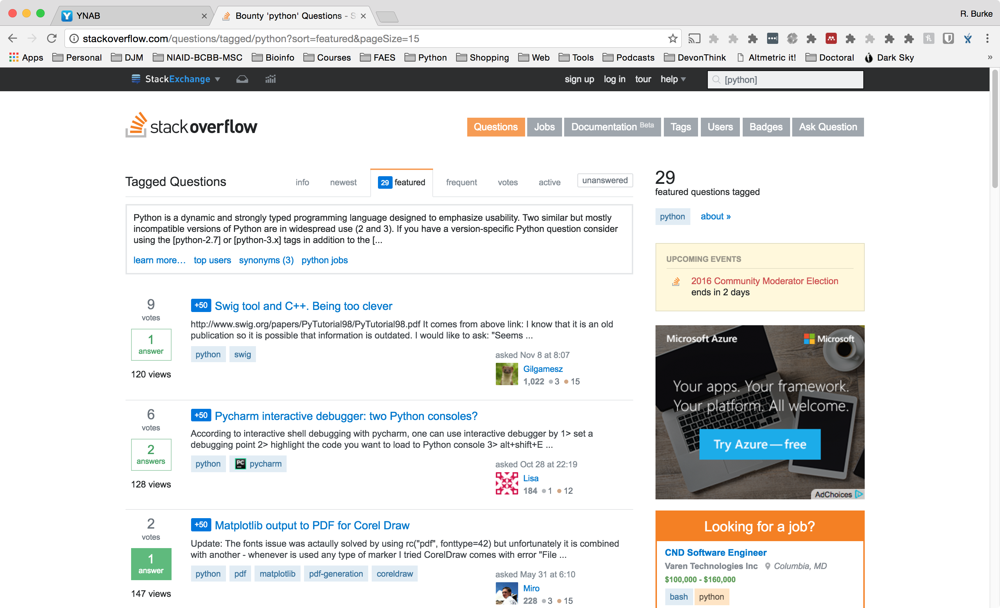 YNAB
Bounty 'python' Questions - S
R. Burke
stackoverflow.com/questions/tagged/python?sort=featured&pageSize=15
Apps Personal DJM NIAID-BCBB-MSC Bioinfo Courses FAES Python Shopping Web Tools Podcasts DevonThink Altmetric it! Doctoral Dark Sky »
StackExchange sign up log in tour help [python]
stackoverflow
Questions Jobs Documentation Beta Tags Users Badges Ask Question
Tagged Questions info newest 29 featured frequent votes active unanswered
Python is a dynamic and strongly typed programming language designed to emphasize usability. Two similar but mostly
incompatible versions of Python are in widespread use (2 and 3). If you have a version-specific Python question consider
using the [python-2.7] or [python-3.x] tags in addition to the [...
learn more… top users synonyms (3) python jobs
9
votes
1
answer
120 views
+50 Swig tool and C++. Being too clever
http://www.swig.org/papers/PyTutorial98/PyTutorial98.pdf It comes from above link: I know that it is an old
publication so it is possible that information is outdated. I would like to ask: "Seems ...
python swig
asked Nov 8 at 8:07
Gilgamesz
1,022 ●3 ●15
6
votes
2
answers
128 views
+50 Pycharm interactive debugger: two Python consoles?
According to interactive shell debugging with pycharm, one can use interactive debugger by 1> set a
debugging point 2> highlight the code you want to load to Python console 3> alt+shift+E ...
python PC pycharm
asked Oct 28 at 22:19
Lisa
184 ●1 ●12
2
votes
1
answer
147 views
+50 Matplotlib output to PDF for Corel Draw
Update: The fonts issue was actaully solved by using rc("pdf", fonttype=42) but unfortunately it is combined
with another - whenever is used any type of marker I tried CorelDraw comes with error "File ...
python pdf matplotlib pdf-generation coreldraw
asked May 31 at 6:10
Miro
228 ●3 ●15
29
featured questions tagged
python about »
UPCOMING EVENTS
2016 Community Moderator Election
ends in 2 days
Microsoft Azure Microsoft
Your apps. Your framework.
Your platform. All welcome.
Try Azure — free
AdChoices
Looking for a job?
CND Software Engineer
Varen Technologies Inc Columbia, MD
$100,000 - $160,000
bash python